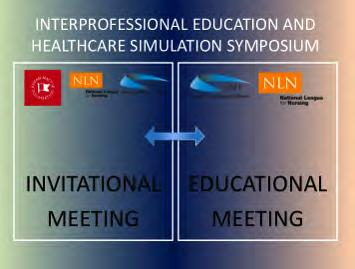 INTERPROFESSIONAL EDUCATION AND
HEALTHCARE SIMULATION SYMPOSIUM
NLN
National League
for Nursing
NLN
National League
for Nursing
INVITATIONAL
MEETING
EDUCATIONAL
MEETING